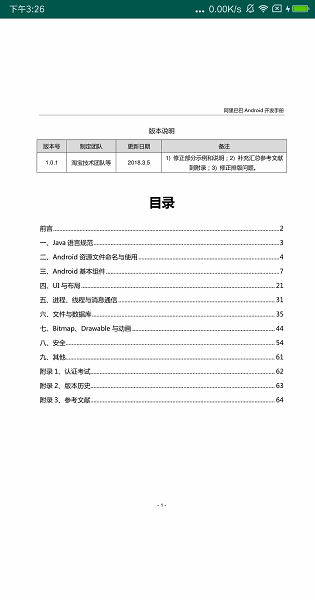 下午3:26 ... 0.00K/s
阿里巴巴 Android 开发手册
版本说明
版本号 制定团队 更新日期 备注
1.0.1 淘宝技术团队等 2018.3.5 1) 修正部分示例和说明；2) 补充汇总参考文献
到附录；3) 修正排版问题。
目录
前言......2
一、Java 语言规范......3
二、Android 资源文件命名与使用......4
三、Android 基本组件......7
四、UI 与布局......21
五、进程、线程与消息通信......31
六、文件与数据库......35
七、Bitmap、Drawable 与动画......44
八、安全......54
九、其他......61
附录 1、认证考试......62
附录 2、版本历史......63
附录 3、参考文献......64
- 1 -